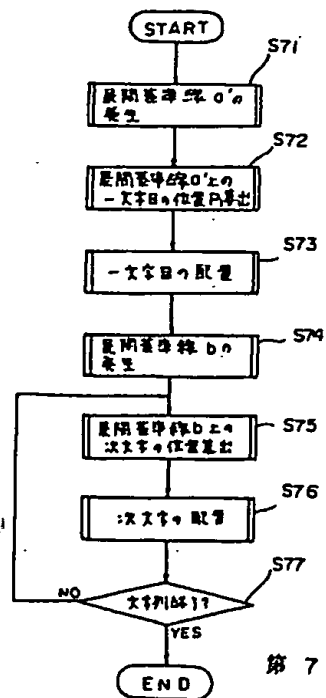 START
S71
展開基準線 a'の
発生
S72
展開基準線a'上の
一文字目の位置P₁算出
S73
一文字目の配置
S74
展開基準線 bの
発生
S75
展開基準線b上の
次文字の位置算出
S76
次文字の配置
S77
文字列終了?
NO
YES
END
第 7